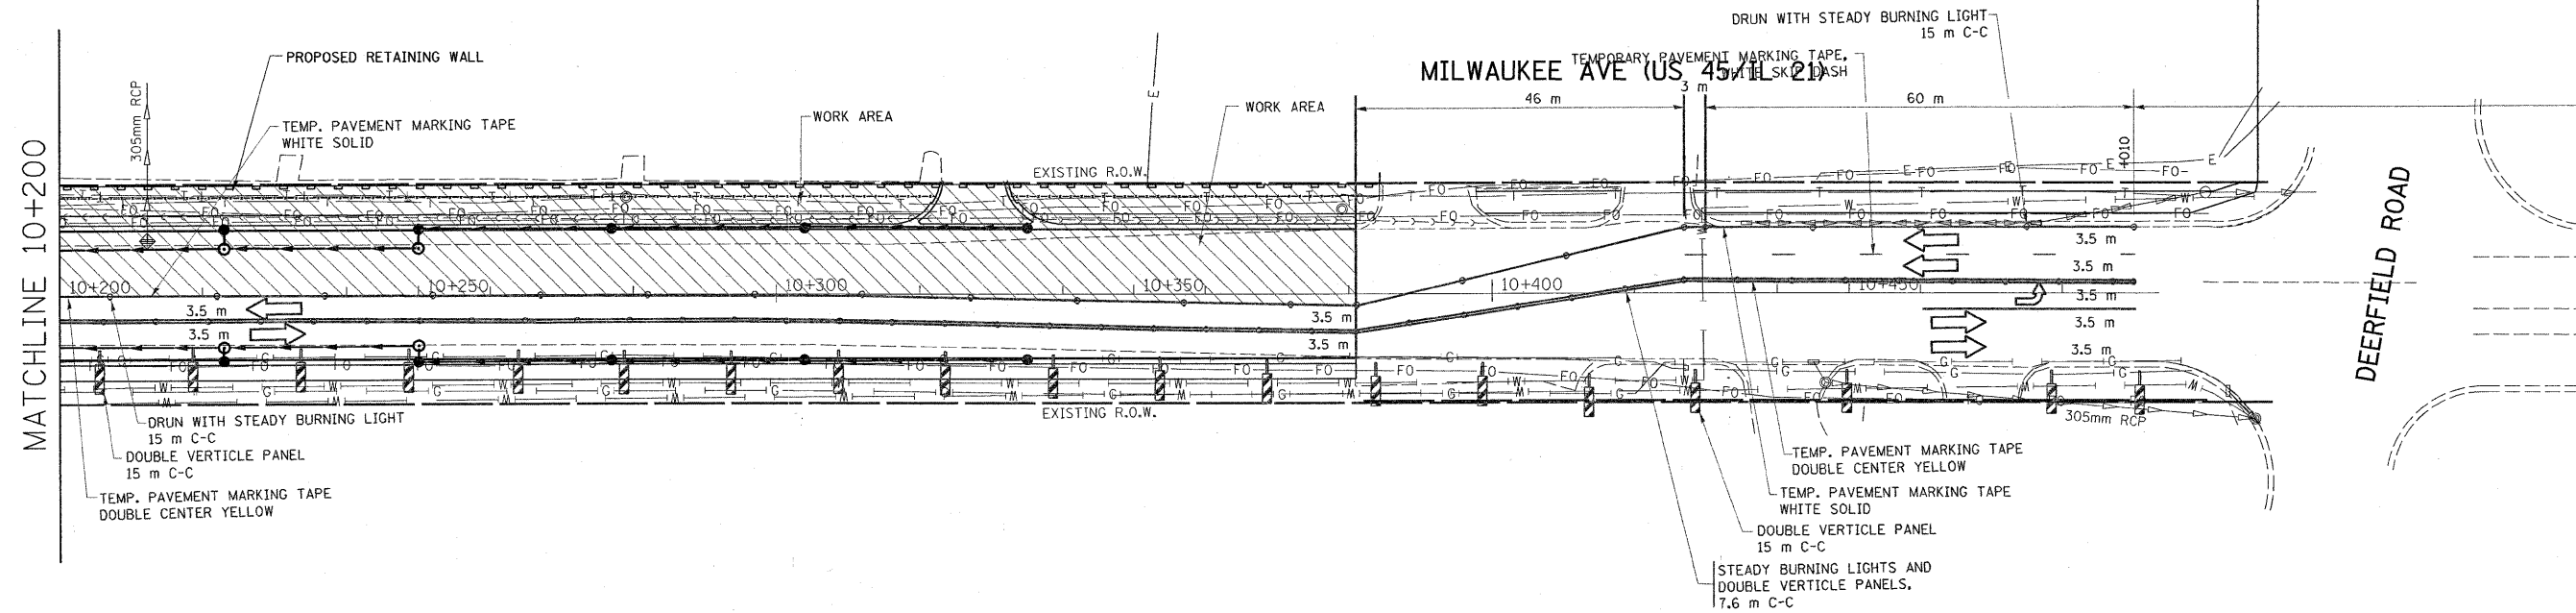 DRUN WITH STEADY BURNING LIGHT
15 m C-C
PROPOSED RETAINING WALL
TEMPORARY PAVEMENT MARKING TAPE,
WHITE SKIP DASH
MILWAUKEE AVE (US 45/IL 21)
3 m
46 m
60 m
305mm RCP
TEMP. PAVEMENT MARKING TAPE
WHITE SOLID
WORK AREA
WORK AREA
E
EXISTING R.O.W.
+010
MATCHLINE 10+200
DEERFIELD ROAD
10+200
10+250
10+300
10+350
10+400
10+450
3.5 m
3.5 m
3.5 m
3.5 m
3.5 m
3.5 m
3.5 m
3.5 m
3.5 m
EXISTING R.O.W.
305mm RCP
DRUN WITH STEADY BURNING LIGHT
15 m C-C
DOUBLE VERTICLE PANEL
15 m C-C
TEMP. PAVEMENT MARKING TAPE
DOUBLE CENTER YELLOW
TEMP. PAVEMENT MARKING TAPE
DOUBLE CENTER YELLOW
TEMP. PAVEMENT MARKING TAPE
WHITE SOLID
DOUBLE VERTICLE PANEL
15 m C-C
STEADY BURNING LIGHTS AND
DOUBLE VERTICLE PANELS,
7.6 m C-C